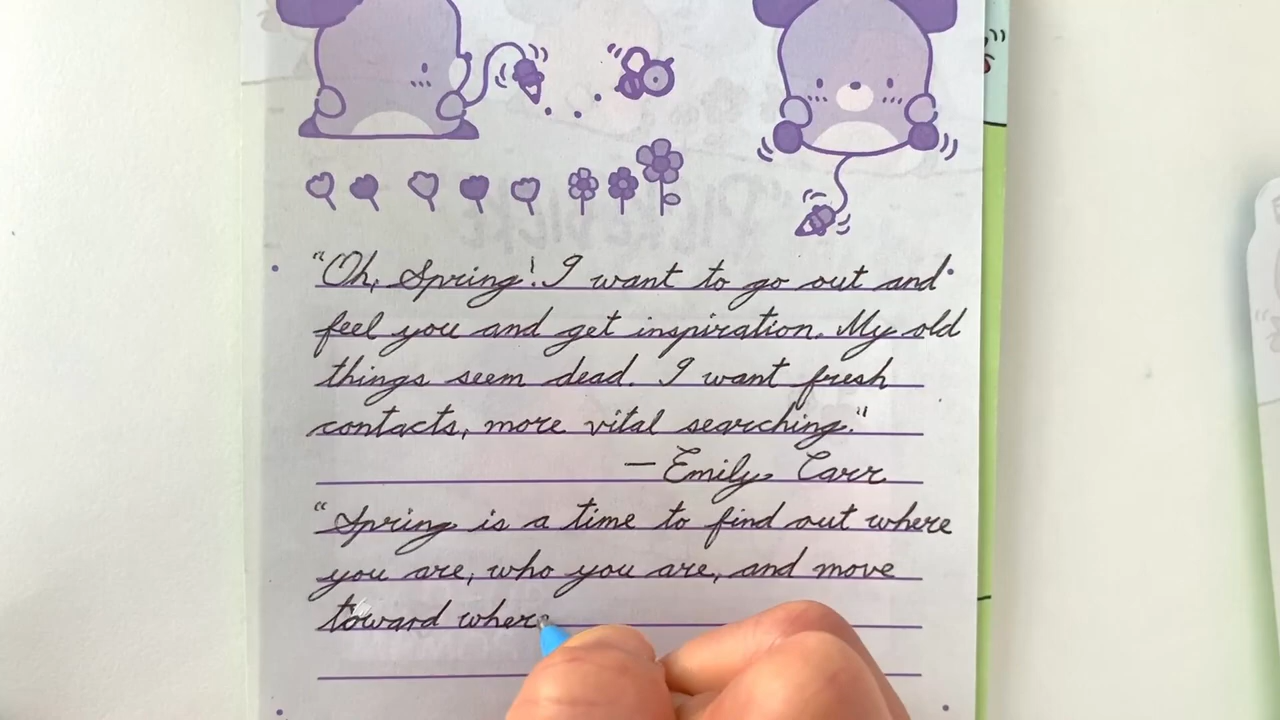 "Oh, Spring! I want to go out and
feel you and get inspiration. My old
things seem dead. I want fresh
contacts, more vital searching."
— Emily Carr
"Spring is a time to find out where
you are, who you are, and move
toward where